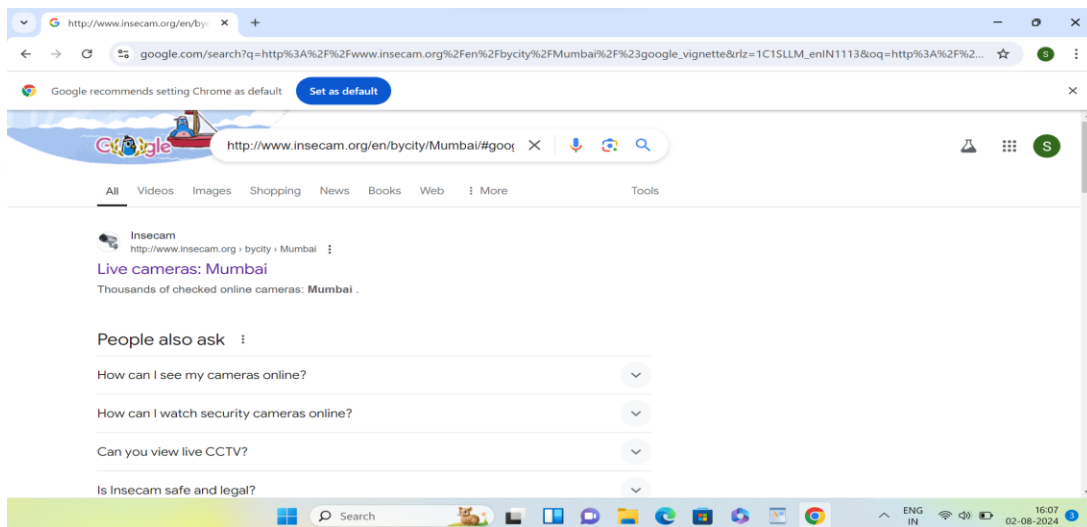 http://www.insecam.org/en/by
google.com/search?q=http%3A%2F%2Fwww.insecam.org%2Fen%2Fbycity%2FMumbai%2F%23google_vignette&rlz=1C1SLLM_enIN1113&oq=http%3A%2F%2...
S
Google recommends setting Chrome as default
Set as default
Google
http://www.insecam.org/en/bycity/Mumbai/#goog
S
All Videos Images Shopping News Books Web More Tools
Insecam
http://www.insecam.org › bycity › Mumbai
Live cameras: Mumbai
Thousands of checked online cameras: Mumbai .
People also ask
How can I see my cameras online?
How can I watch security cameras online?
Can you view live CCTV?
Is Insecam safe and legal?
Search
ENG
IN
16:07
02-08-2024
3